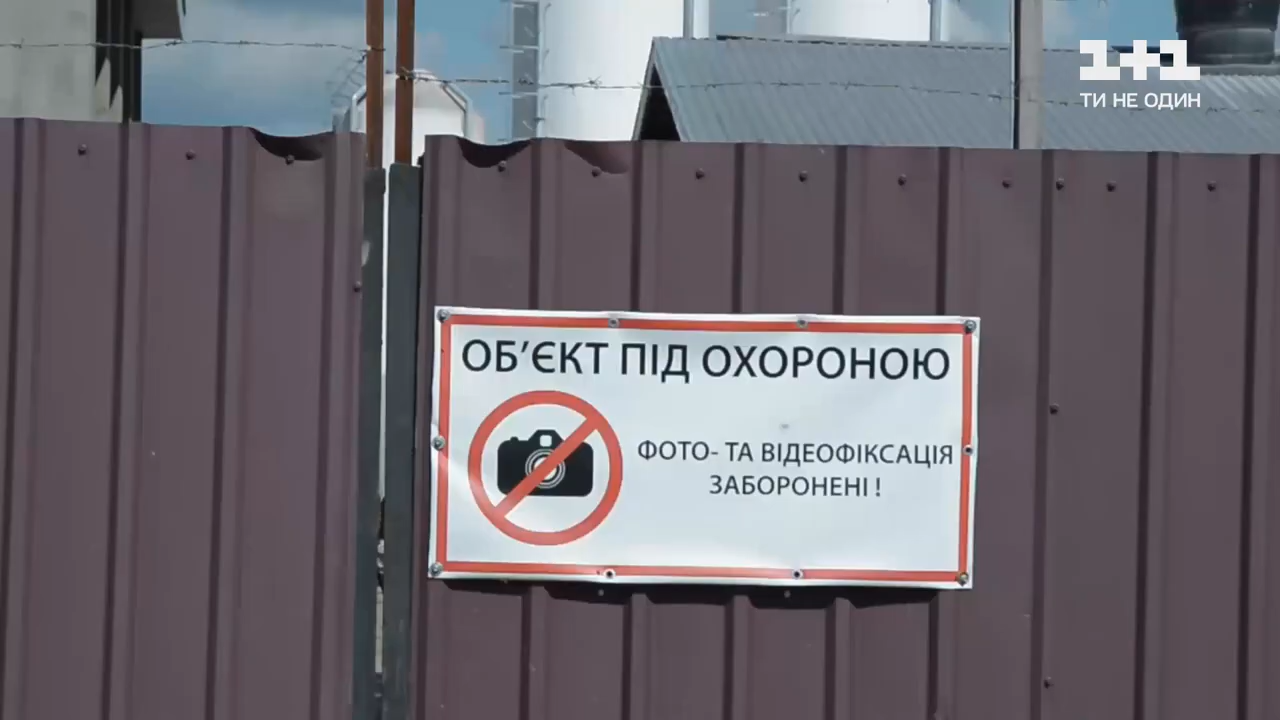 1+1
ТИ НЕ ОДИН
ОБ’ЄКТ ПІД ОХОРОНОЮ
ФОТО- ТА ВІДЕОФІКСАЦІЯ
ЗАБОРОНЕНІ !